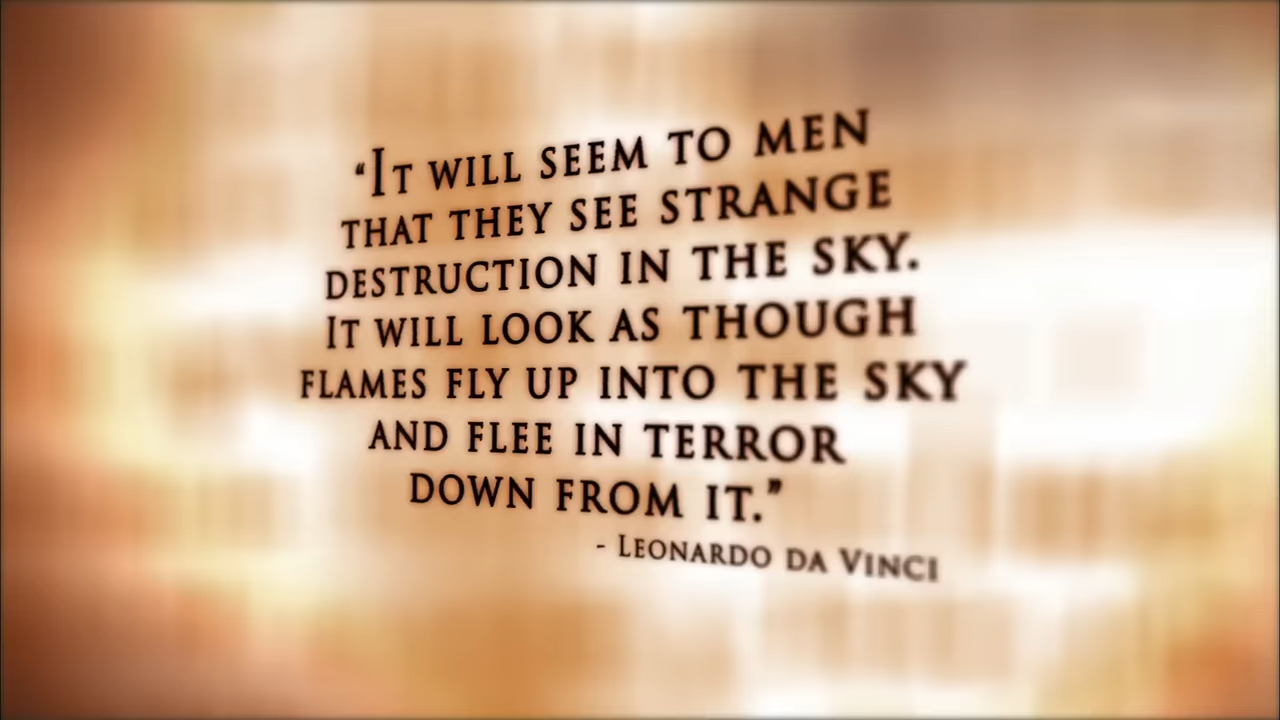 “It will seem to men
that they see strange
destruction in the sky.
It will look as though
flames fly up into the sky
and flee in terror
down from it.”
- Leonardo da Vinci